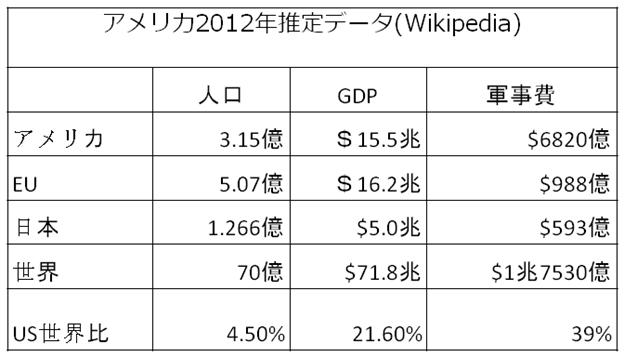 アメリカ2012年推定データ(Wikipedia)
人口 GDP 軍事費
アメリカ 3.15億 $15.5兆 $6820億
EU 5.07億 $16.2兆 $988億
日本 1.266億 $5.0兆 $593億
世界 70億 $71.8兆 $1兆7530億
US世界比 4.50% 21.60% 39%